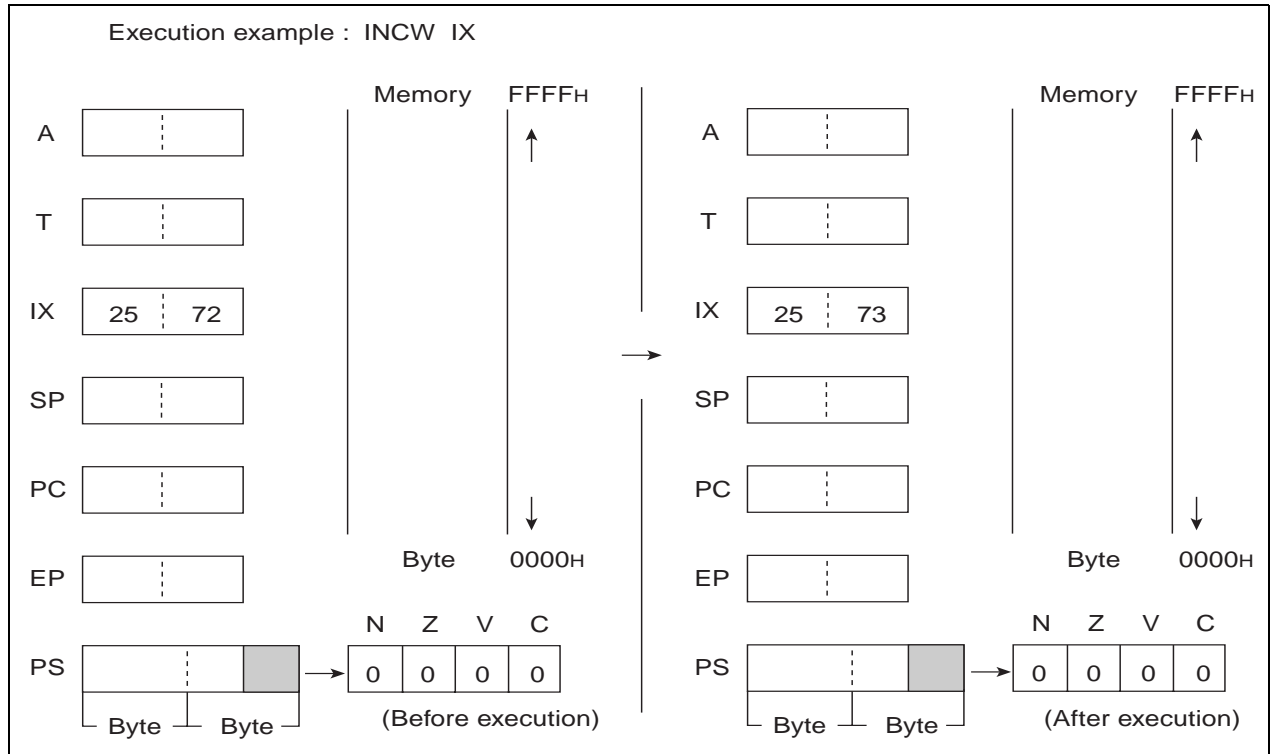 Execution example : INCW IX
Memory FFFFH
A
T
IX 25 72
SP
PC
EP
Byte 0000H
N Z V C
PS 0 0 0 0
Byte Byte
(Before execution)
Memory FFFFH
A
T
IX 25 73
SP
PC
EP
Byte 0000H
N Z V C
PS 0 0 0 0
Byte Byte
(After execution)